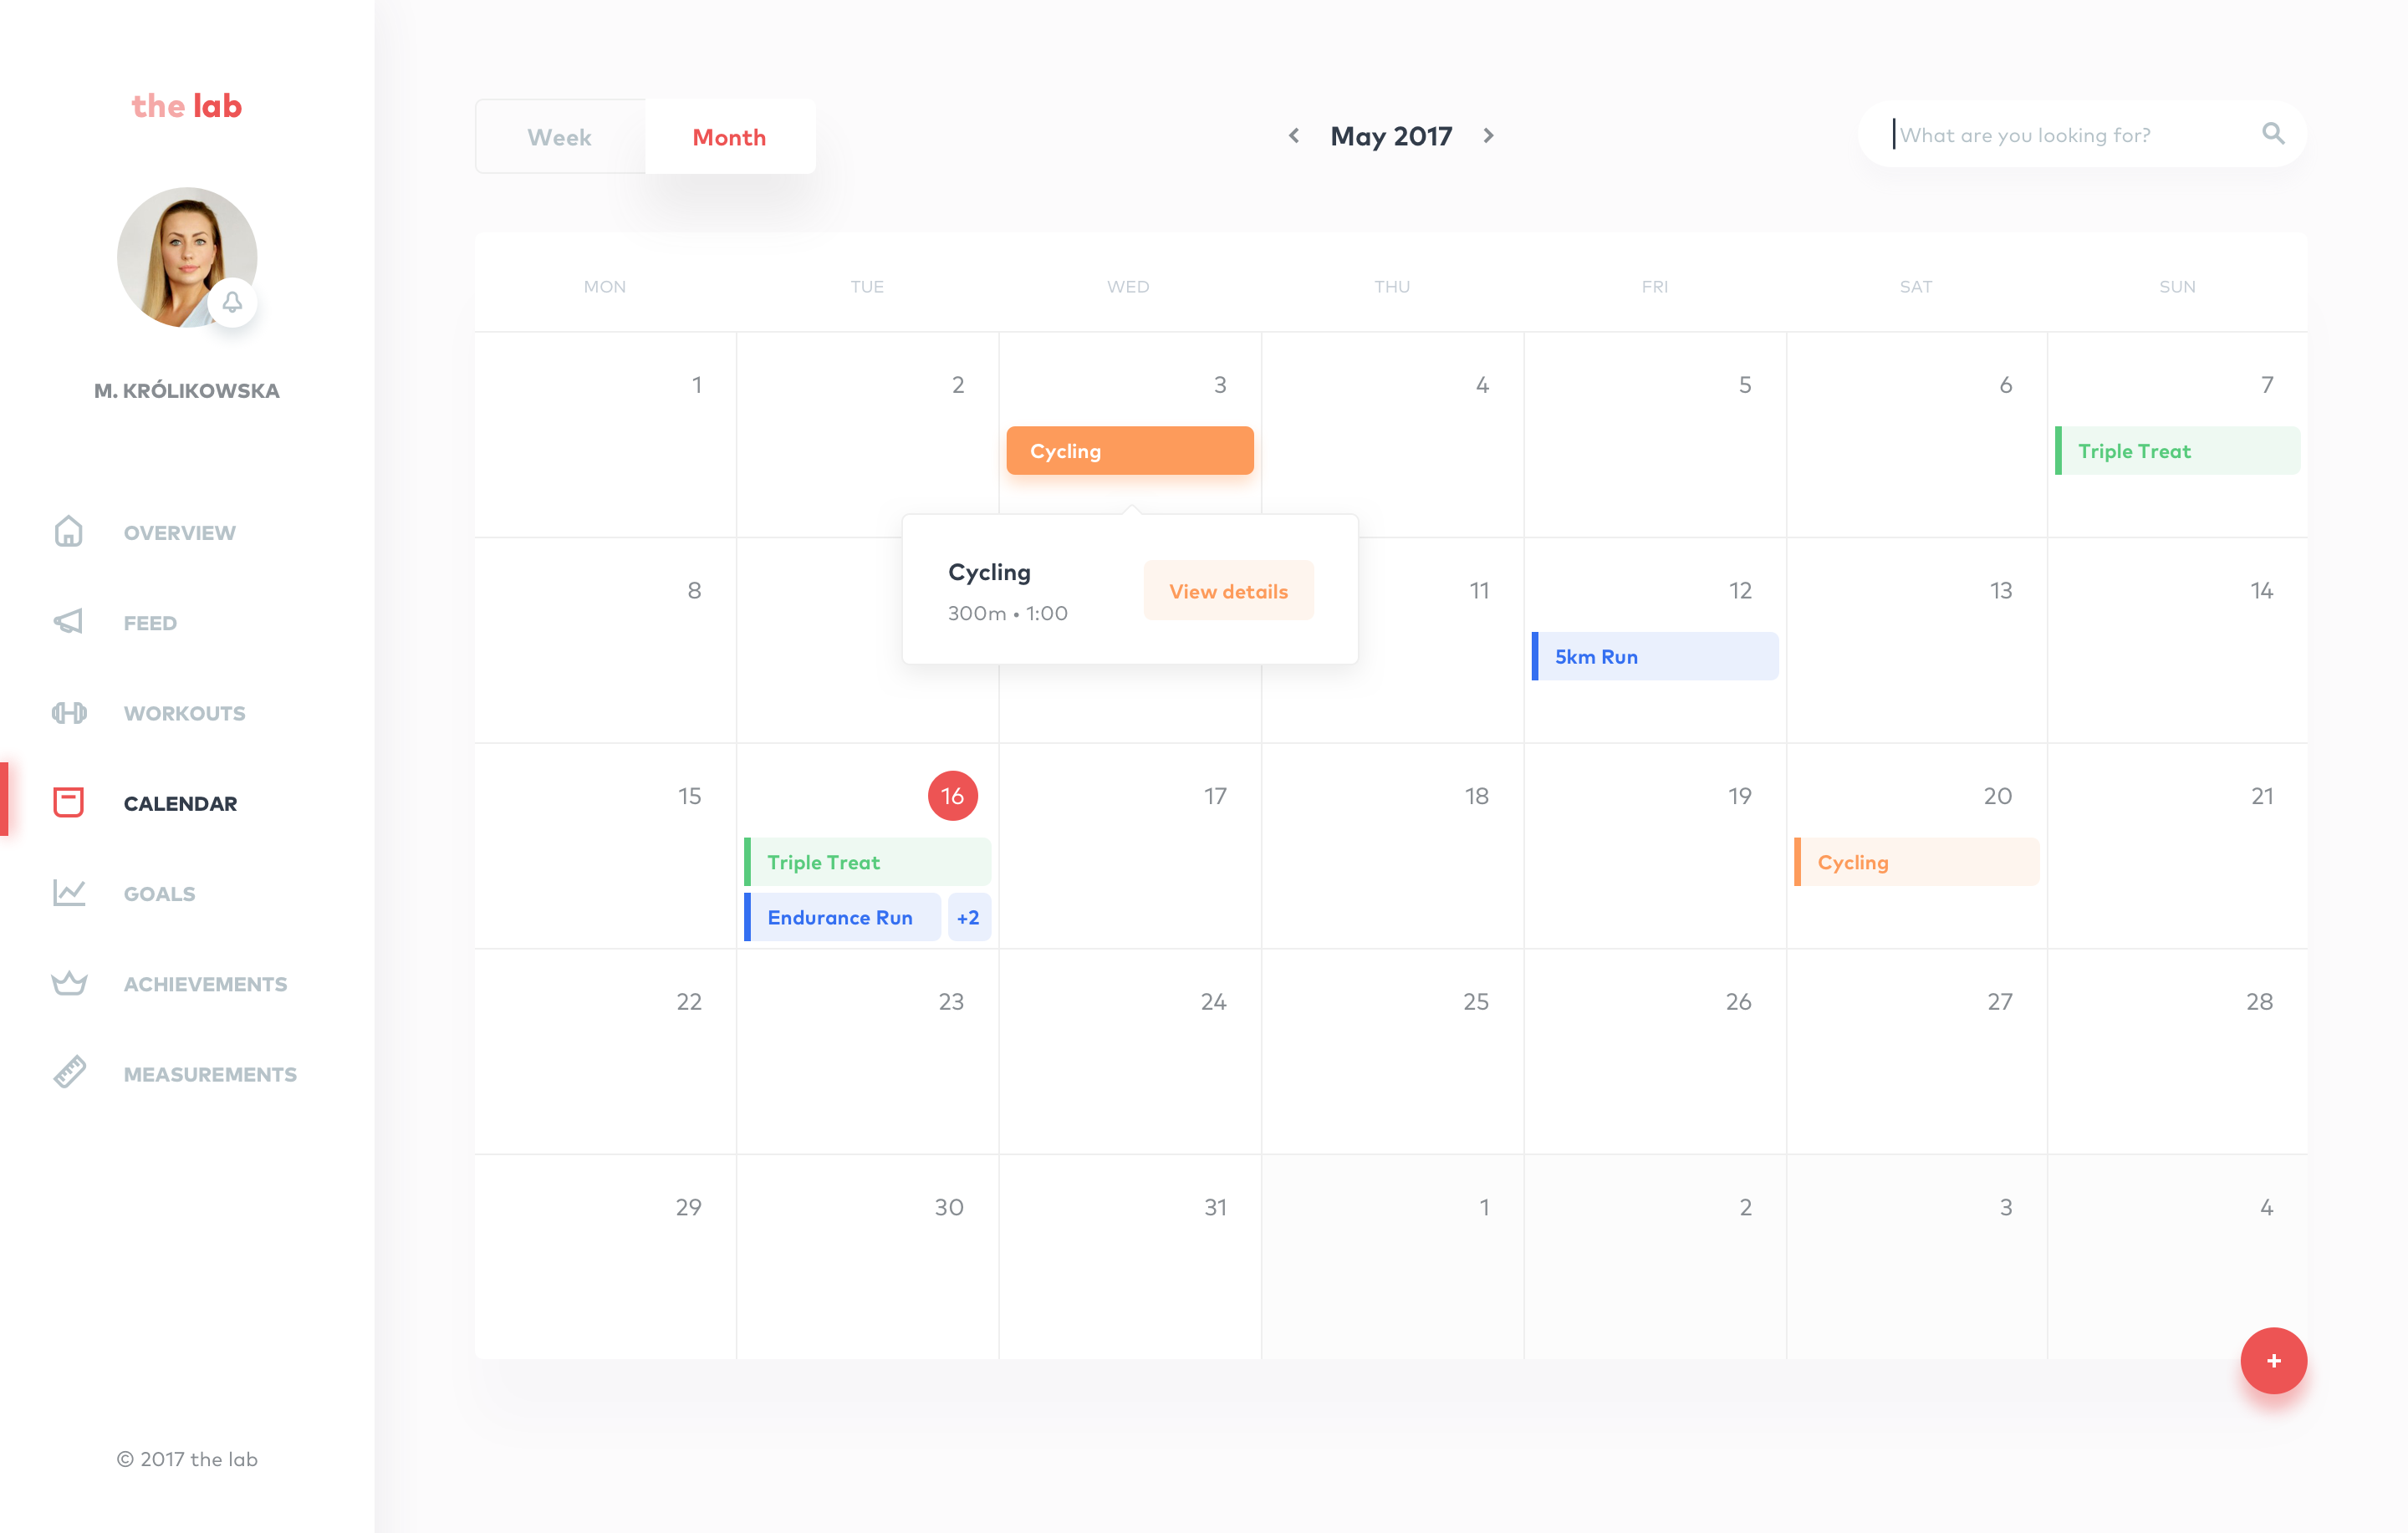 the lab
M. KRÓLIKOWSKA
OVERVIEW
FEED
WORKOUTS
CALENDAR
GOALS
ACHIEVEMENTS
MEASUREMENTS
© 2017 the lab
Week Month
May 2017
What are you looking for?
MON TUE WED THU FRI SAT SUN
1 2 3 4 5 6 7
Cycling Triple Treat
Cycling
300m • 1:00
View details
8 11 12 13 14
5km Run
15 16 17 18 19 20 21
Triple Treat Cycling
Endurance Run +2
22 23 24 25 26 27 28
29 30 31 1 2 3 4
+